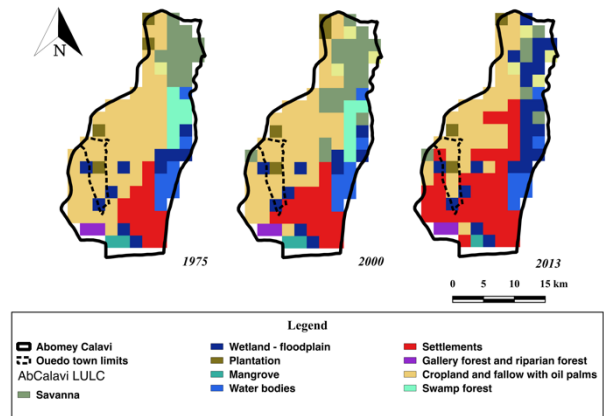 N
1975
2000
2013
0 5 10 15 km
Legend
Abomey Calavi
Ouedo town limits
AbCalavi LULC
Savanna
Wetland - floodplain
Plantation
Mangrove
Water bodies
Settlements
Gallery forest and riparian forest
Cropland and fallow with oil palms
Swamp forest